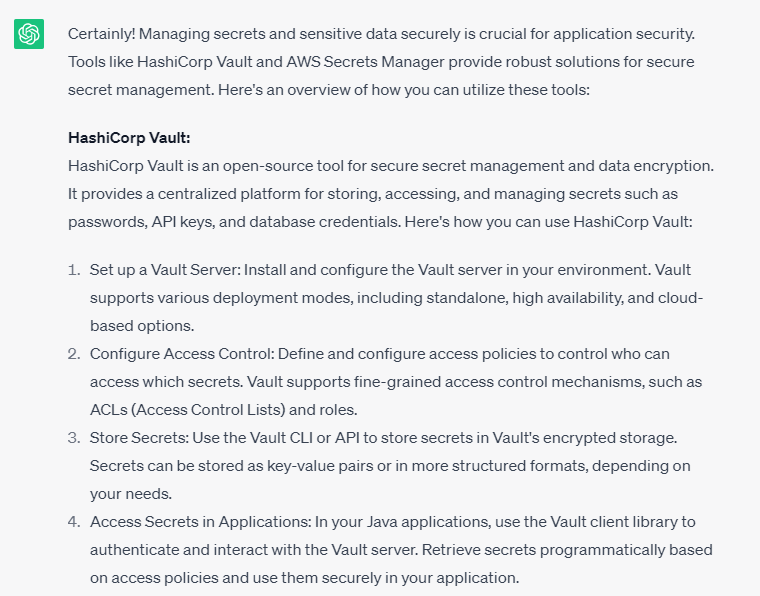 Certainly! Managing secrets and sensitive data securely is crucial for application security.
Tools like HashiCorp Vault and AWS Secrets Manager provide robust solutions for secure
secret management. Here's an overview of how you can utilize these tools:
HashiCorp Vault:
HashiCorp Vault is an open-source tool for secure secret management and data encryption.
It provides a centralized platform for storing, accessing, and managing secrets such as
passwords, API keys, and database credentials. Here's how you can use HashiCorp Vault:
1. Set up a Vault Server: Install and configure the Vault server in your environment. Vault
supports various deployment modes, including standalone, high availability, and cloud-
based options.
2. Configure Access Control: Define and configure access policies to control who can
access which secrets. Vault supports fine-grained access control mechanisms, such as
ACLs (Access Control Lists) and roles.
3. Store Secrets: Use the Vault CLI or API to store secrets in Vault's encrypted storage.
Secrets can be stored as key-value pairs or in more structured formats, depending on
your needs.
4. Access Secrets in Applications: In your Java applications, use the Vault client library to
authenticate and interact with the Vault server. Retrieve secrets programmatically based
on access policies and use them securely in your application.